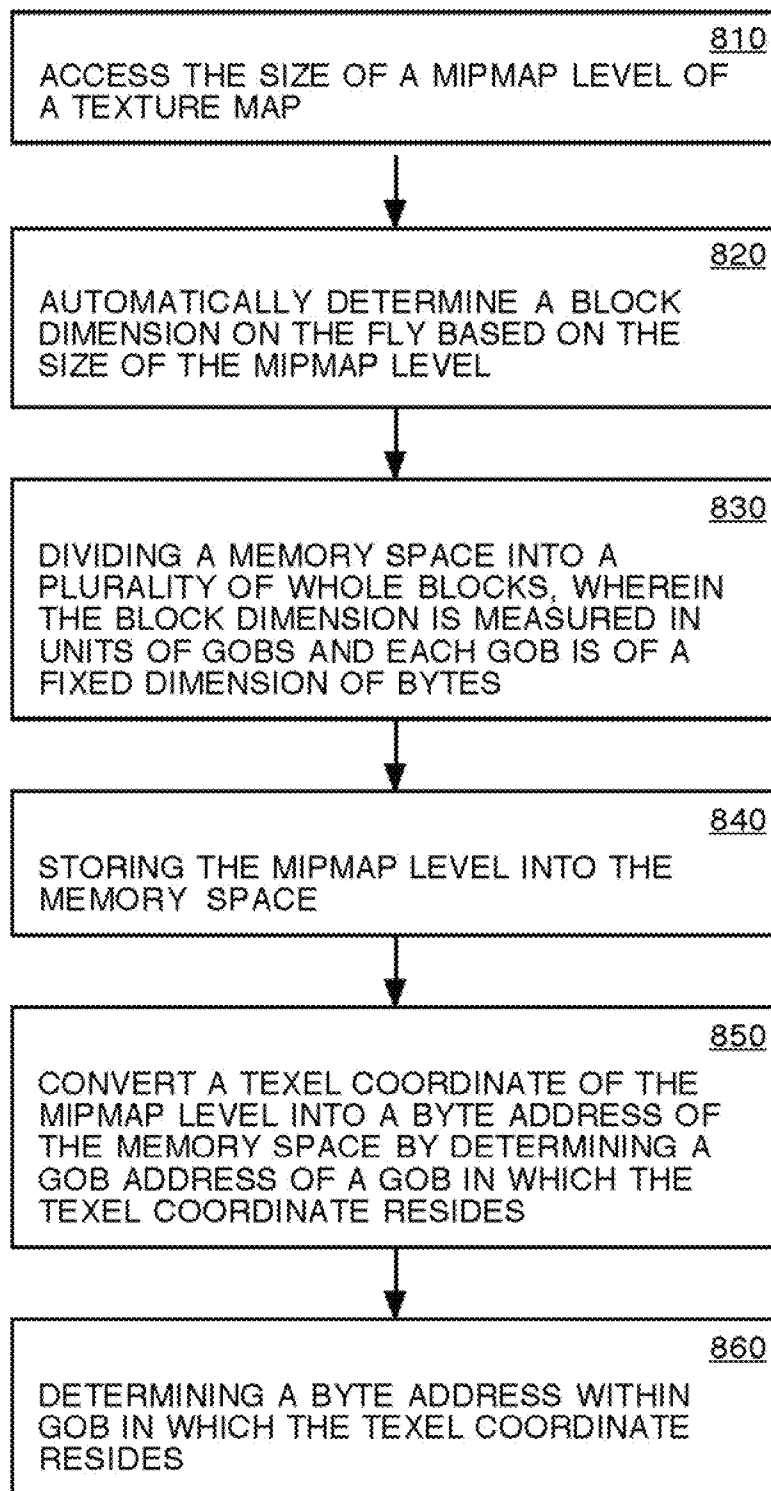 810
ACCESS THE SIZE OF A MIPMAP LEVEL OF
A TEXTURE MAP
820
AUTOMATICALLY DETERMINE A BLOCK
DIMENSION ON THE FLY BASED ON THE
SIZE OF THE MIPMAP LEVEL
830
DIVIDING A MEMORY SPACE INTO A
PLURALITY OF WHOLE BLOCKS, WHEREIN
THE BLOCK DIMENSION IS MEASURED IN
UNITS OF GOBS AND EACH GOB IS OF A
FIXED DIMENSION OF BYTES
840
STORING THE MIPMAP LEVEL INTO THE
MEMORY SPACE
850
CONVERT A TEXEL COORDINATE OF THE
MIPMAP LEVEL INTO A BYTE ADDRESS OF
THE MEMORY SPACE BY DETERMINING A
GOB ADDRESS OF A GOB IN WHICH THE
TEXEL COORDINATE RESIDES
860
DETERMINING A BYTE ADDRESS WITHIN
GOB IN WHICH THE TEXEL COORDINATE
RESIDES